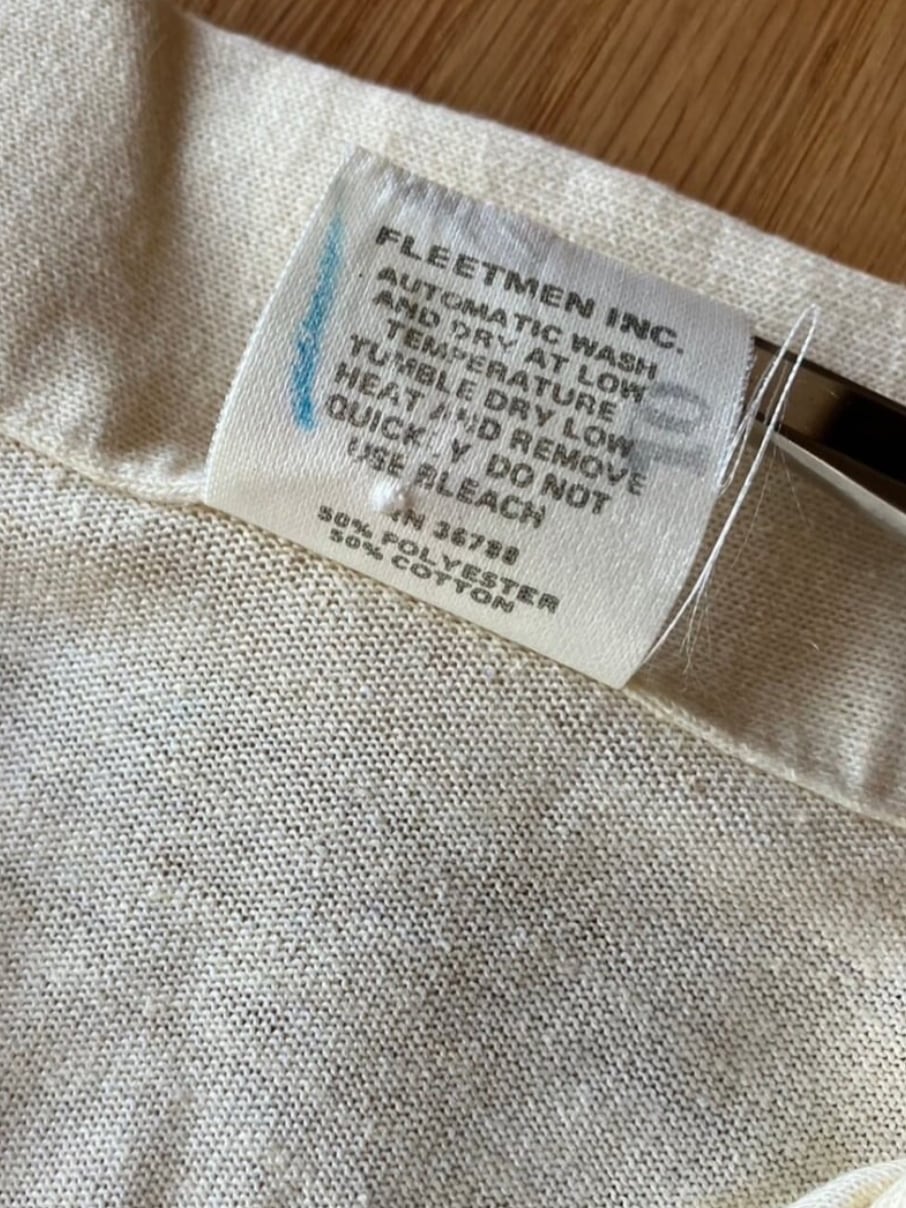 FLEETMEN INC.
AUTOMATIC WASH
AND DRY AT LOW
TEMPERATURE
TUMBLE DRY LOW
HEAT AND REMOVE
QUICKLY DO NOT
USE BLEACH
50% POLYESTER
50% COTTON